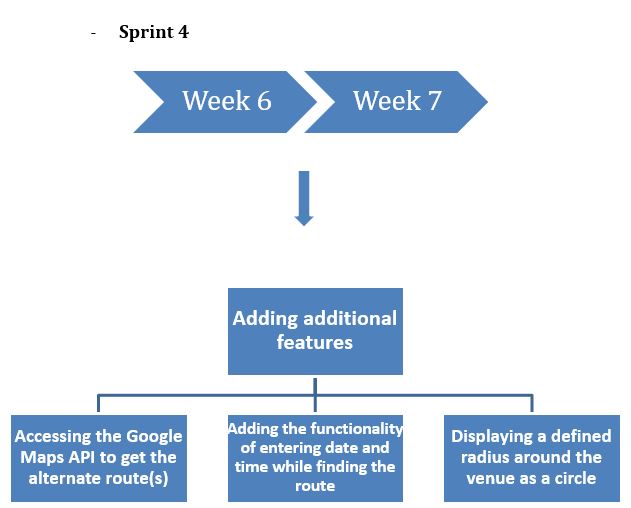 - Sprint 4
Week 6 Week 7
Adding additional
features
Accessing the Google
Maps API to get the
alternate route(s)
Adding the functionality
of entering date and
time while finding the
route
Displaying a defined
radius around the
venue as a circle